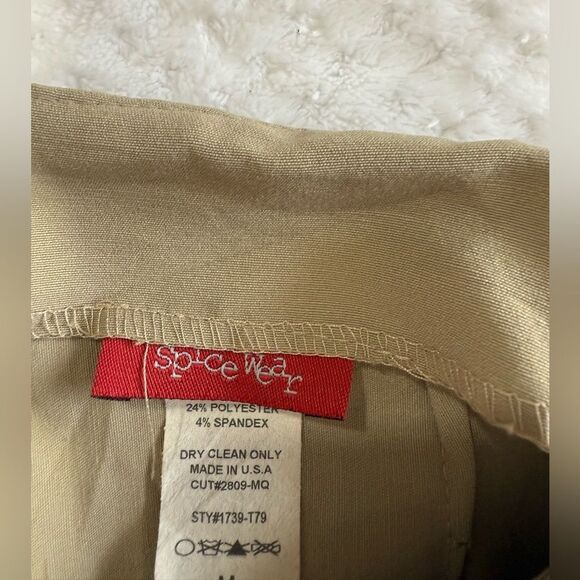 spice wear
24% POLYESTER
4% SPANDEX
DRY CLEAN ONLY
MADE IN U.S.A
CUT#2809-MQ
STY#1739-T79
M